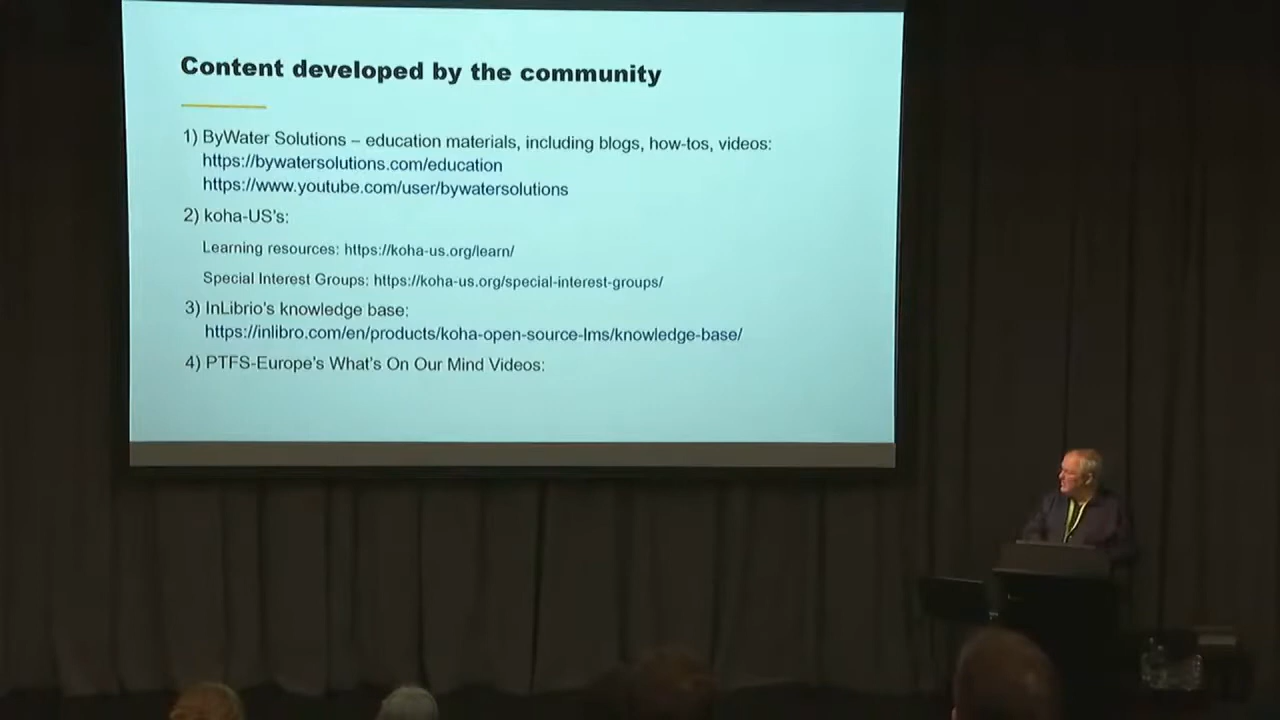 Content developed by the community
1) ByWater Solutions – education materials, including blogs, how-tos, videos:
https://bywatersolutions.com/education
https://www.youtube.com/user/bywatersolutions
2) koha-US's:
Learning resources: https://koha-us.org/learn/
Special Interest Groups: https://koha-us.org/special-interest-groups/
3) InLibrio's knowledge base:
https://inlibro.com/en/products/koha-open-source-lms/knowledge-base/
4) PTFS-Europe's What's On Our Mind Videos: